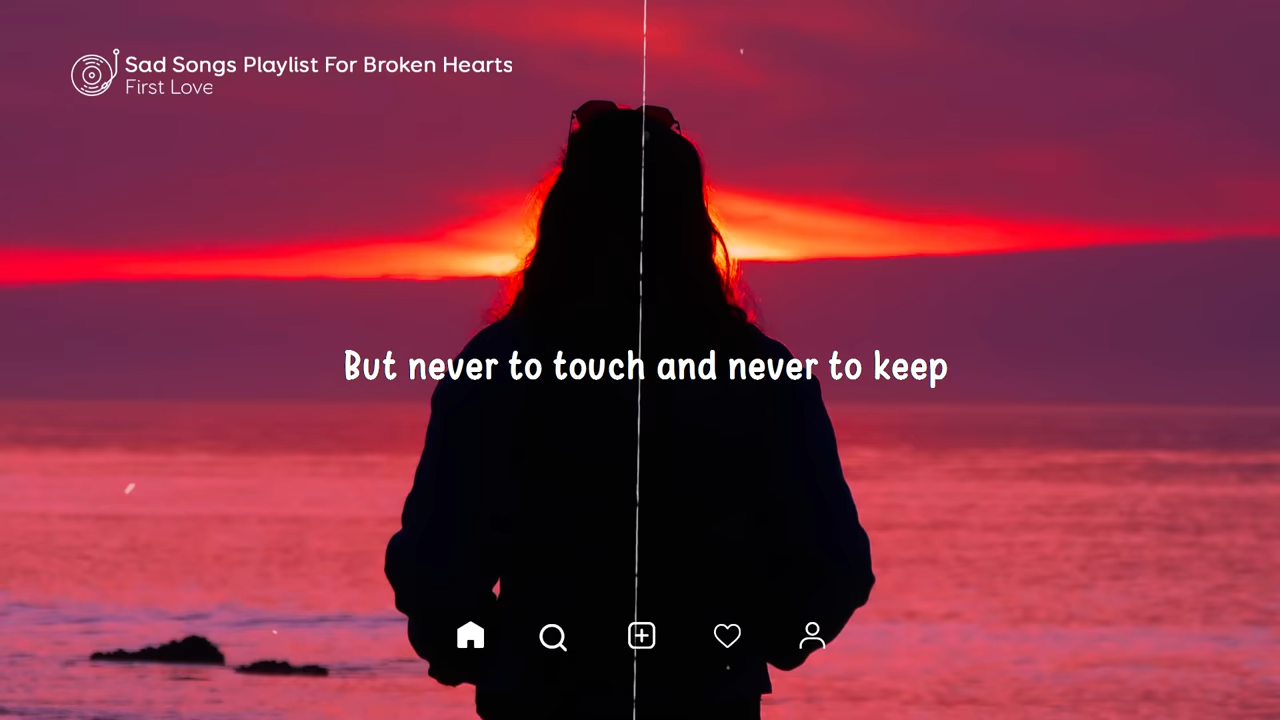 Sad Songs Playlist For Broken Hearts
First Love
But never to touch and never to keep